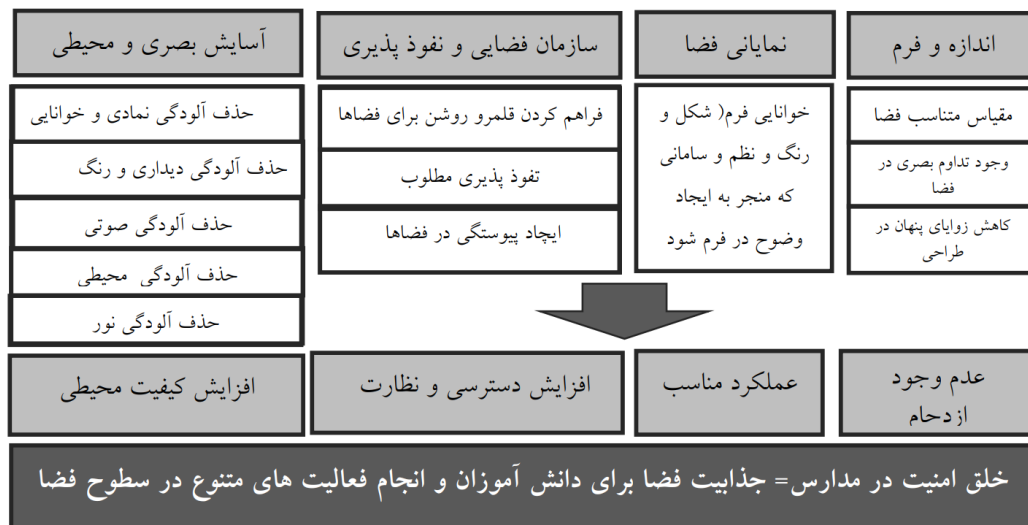 اندازه و فرم
نمایانی فضا
سازمان فضایی و نفوذ پذیری
آسایش بصری و محیطی
مقیاس متناسب فضا
وجود تداوم بصری در
فضا
کاهش زوایای پنهان در
طراحی
خوانایی فرم( شکل و
رنگ و نظم و سامانی
که منجر به ایجاد
وضوح در فرم شود
فراهم کردن قلمرو روشن برای فضاها
تفوذ پذیری مطلوب
ایجاد پیوستگی در فضاها
حذف آلودگی نمادی و خوانایی
حذف آلودگی دیداری و رنگ
حذف آلودگی صوتی
حذف آلودگی محیطی
حذف آلودگی نور
عدم وجود
ازدحام
عملکرد مناسب
افزایش دسترسی و نظارت
افزایش کیفیت محیطی
خلق امنیت در مدارس= جذابیت فضا برای دانش آموزان و انجام فعالیت های متنوع در سطوح فضا